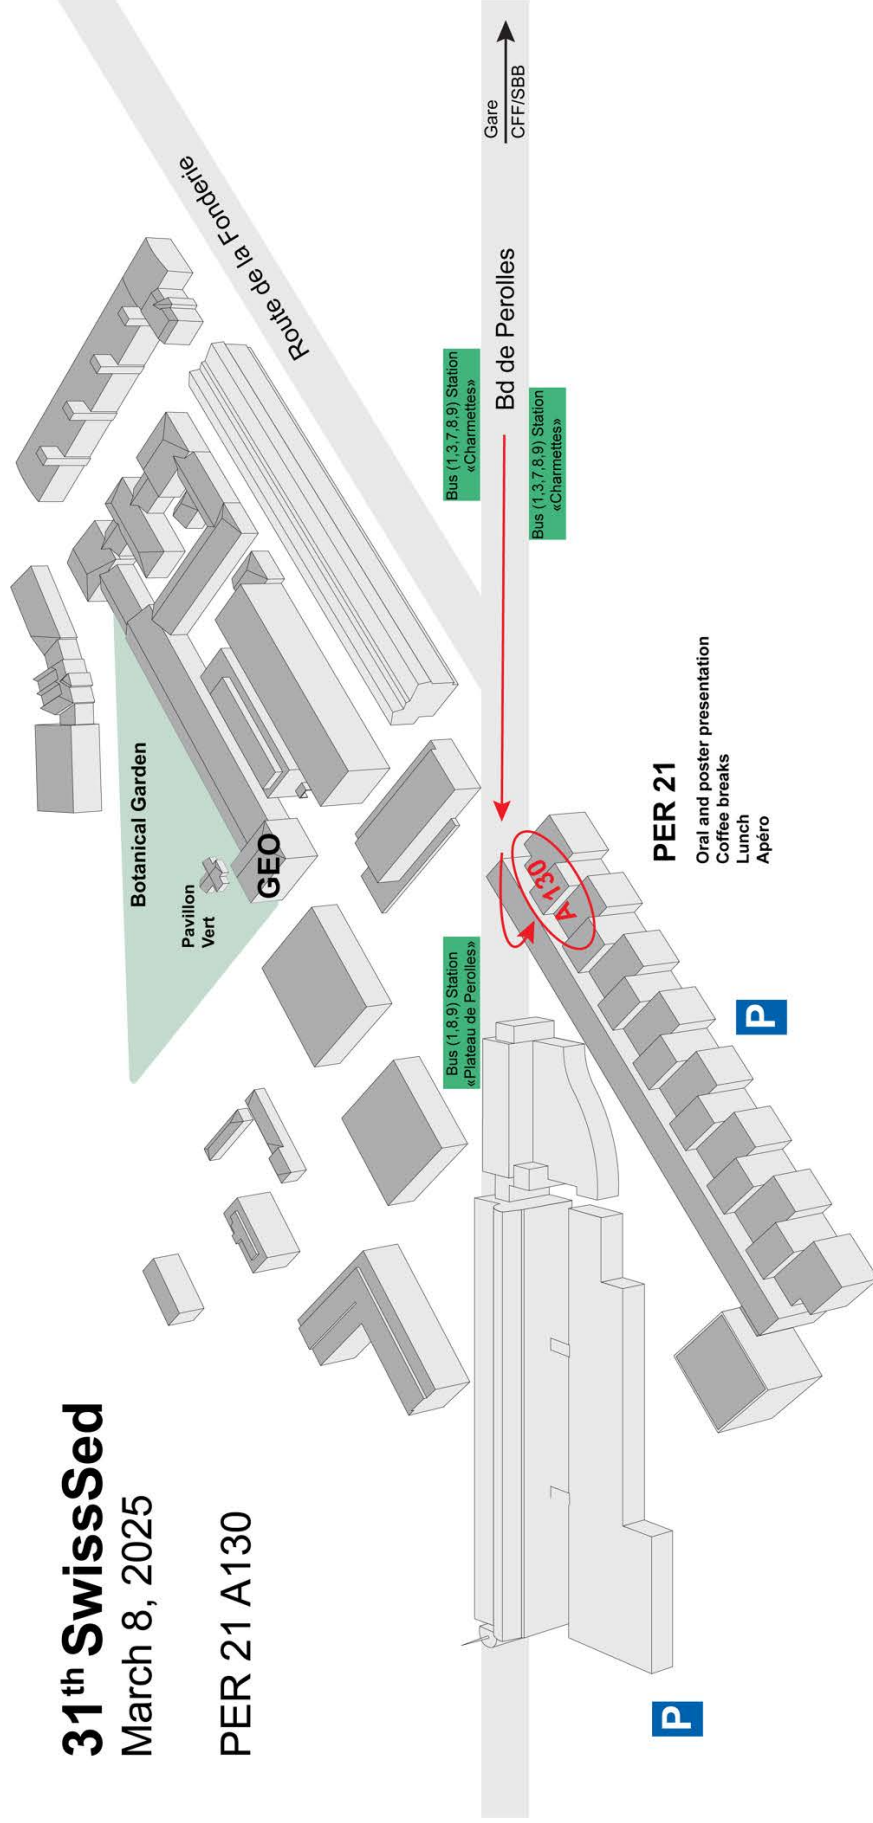 31th SwissSed
March 8, 2025
PER 21 A130
Botanical Garden
Pavillon
Vert
GEO
Route de la Fonderie
Bus (1,8,9) Station
«Plateau de Perolles»
Bus (1,3,7,8,9) Station
«Charmettes»
Bd de Perolles
Gare
CFF/SBB
Bus (1,3,7,8,9) Station
«Charmettes»
A 130
PER 21
Oral and poster presentation
Coffee breaks
Lunch
Apéro
P
P